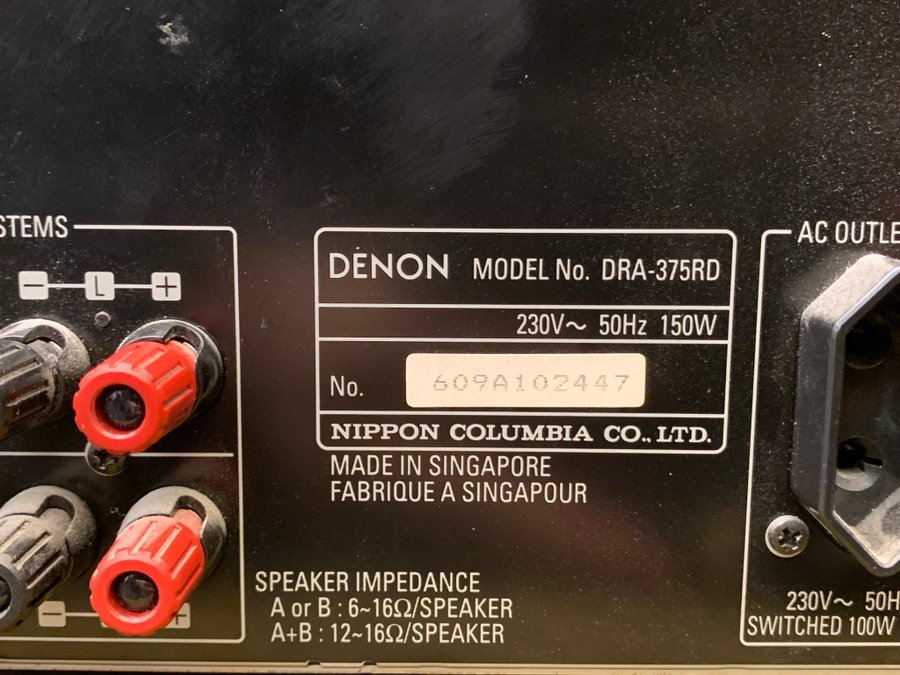 STEMS
AC OUTLE
DENON MODEL No. DRA-375RD
- L +
230V~ 50Hz 150W
No. 609A102447
NIPPON COLUMBIA CO., LTD.
MADE IN SINGAPORE
FABRIQUE A SINGAPOUR
SPEAKER IMPEDANCE
A or B : 6~16Ω/SPEAKER
A+B : 12~16Ω/SPEAKER
- +
230V~ 50H
SWITCHED 100W